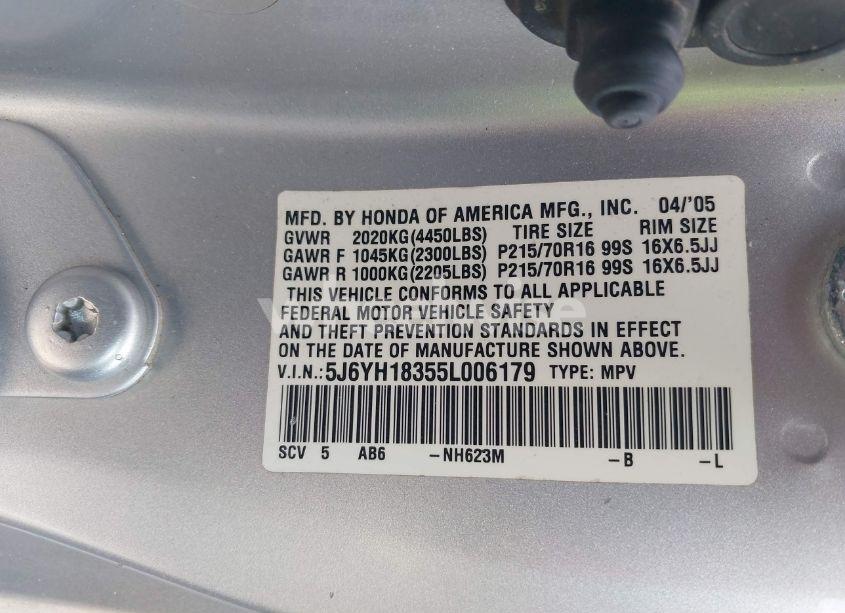 MFD. BY HONDA OF AMERICA MFG., INC. 04/'05
GVWR 2020KG(4450LBS) TIRE SIZE RIM SIZE
GAWR F 1045KG(2300LBS) P215/70R16 99S 16X6.5JJ
GAWR R 1000KG(2205LBS) P215/70R16 99S 16X6.5JJ
THIS VEHICLE CONFORMS TO ALL APPLICABLE
FEDERAL MOTOR VEHICLE SAFETY
AND THEFT PREVENTION STANDARDS IN EFFECT
ON THE DATE OF MANUFACTURE SHOWN ABOVE.
V.I.N.:5J6YH18355L006179 TYPE: MPV
SCV 5 AB6 -NH623M -B -L